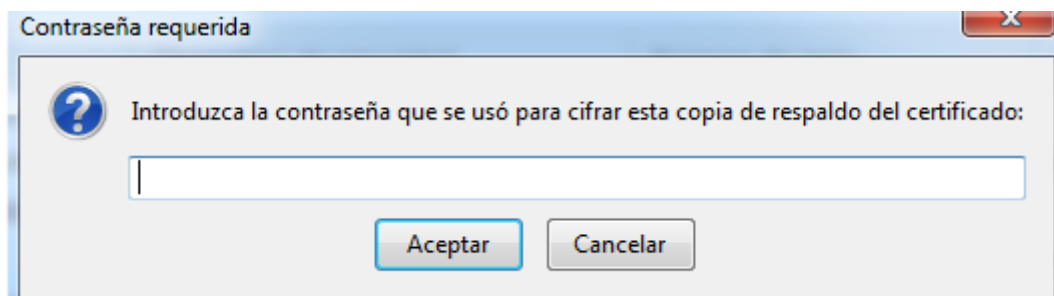 Contraseña requerida
Introduzca la contraseña que se usó para cifrar esta copia de respaldo del certificado:
Aceptar
Cancelar